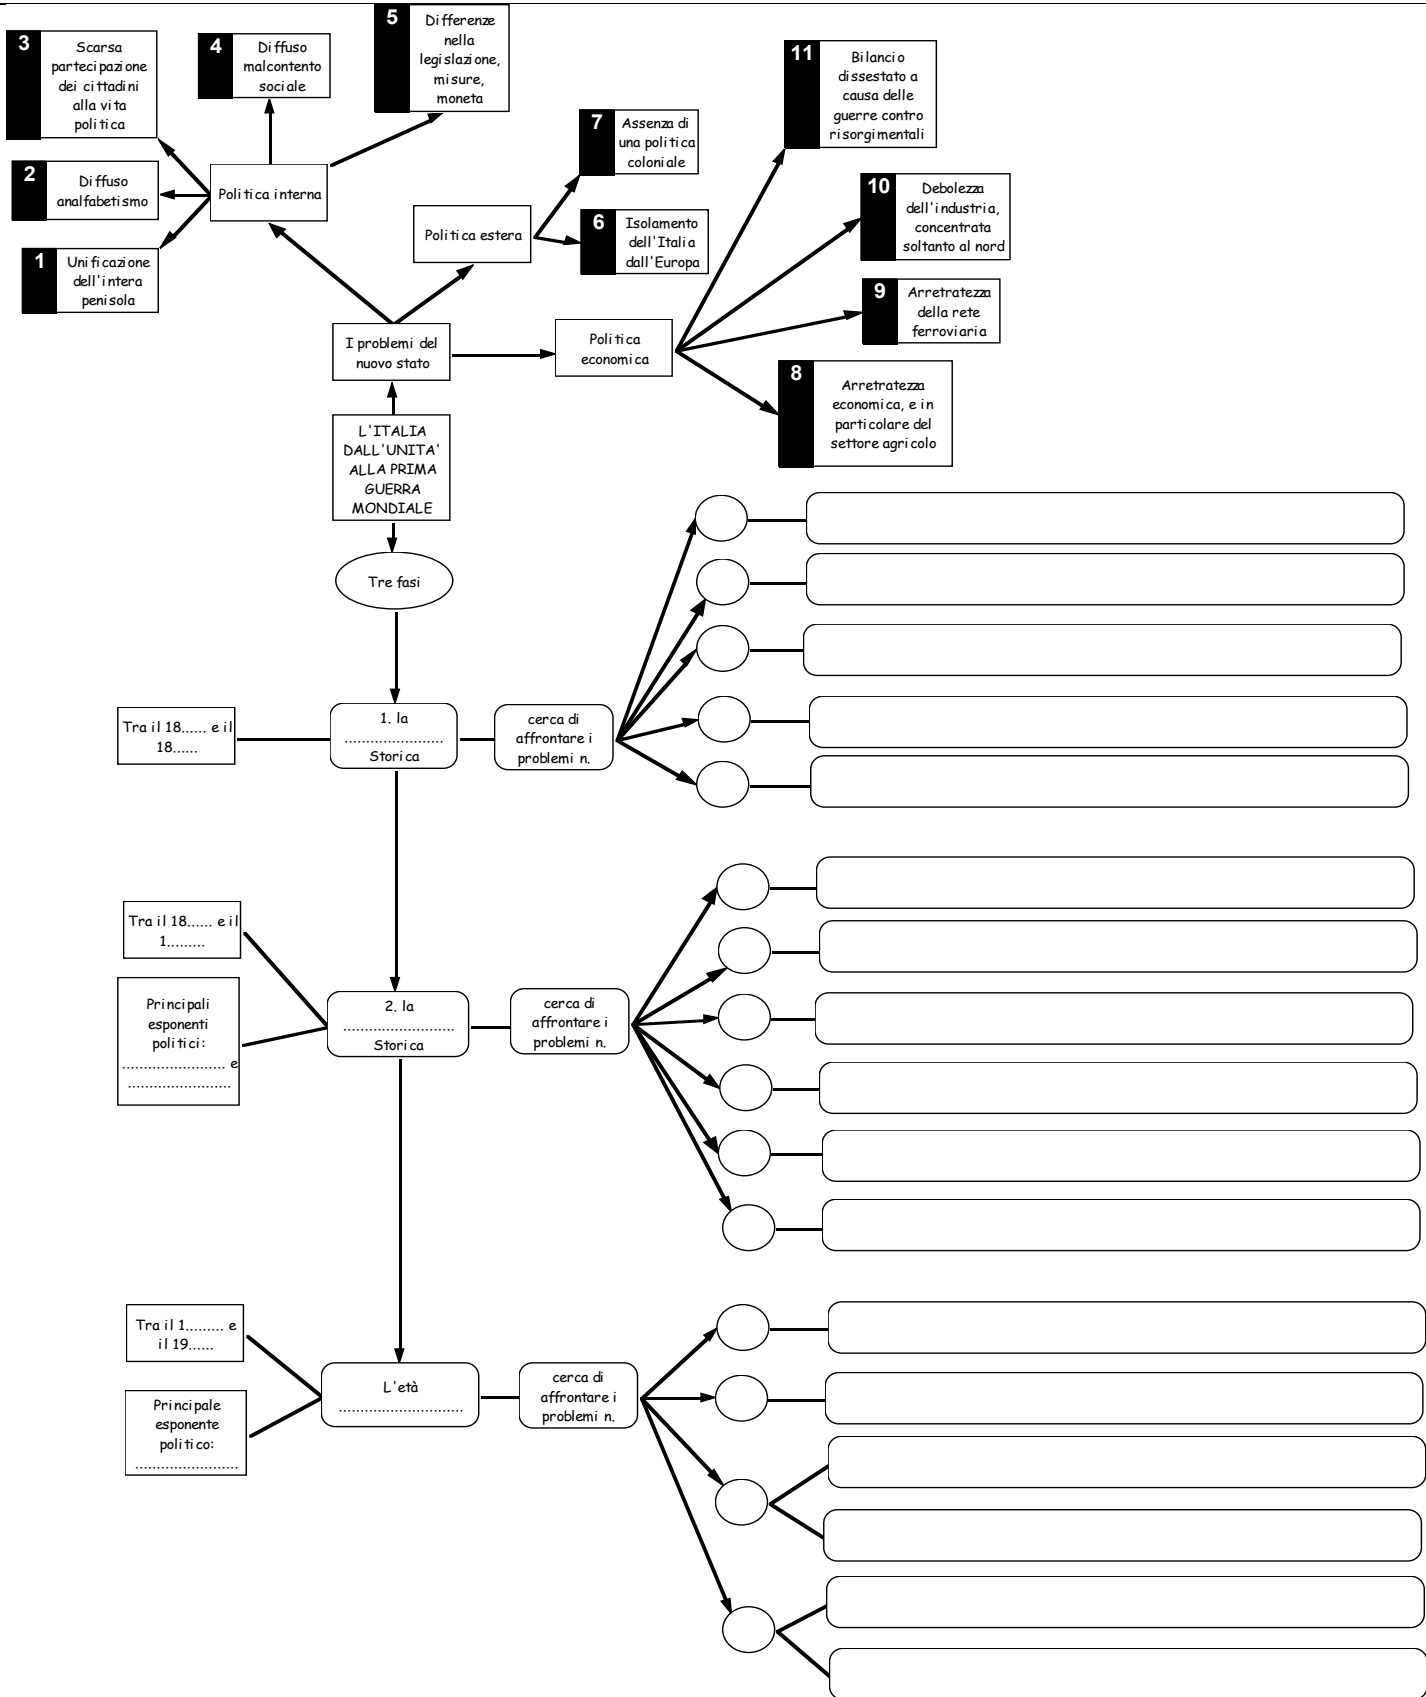 3
Scarsa
partecipazione
dei cittadini
alla vita
politica
4
Diffuso
malcontento
sociale
5
Differenze
nella
legislazione,
misure,
moneta
11
Bilancio
dissestato a
causa delle
guerre contro
risorgimentali
7
Assenza di
una politica
coloniale
2
Diffuso
analfabetismo
Politica interna
10
Debolezza
dell'industria,
concentrata
soltanto al nord
Politica estera
6
Isolamento
dell'Italia
dall'Europa
1
Unificazione
dell'intera
penisola
9
Arretratezza
della rete
ferroviaria
I problemi del
nuovo stato
Politica
economica
8
Arretratezza
economica, e in
particolare del
settore agricolo
L'ITALIA
DALL'UNITA'
ALLA PRIMA
GUERRA
MONDIALE
Tre fasi
Tra il 18...... e il
18......
1. la
.......................
Storica
cerca di
affrontare i
problemi n.
Tra il 18...... e il
1.........
Principali
esponenti
politici:
........................ e
........................
2. la
..........................
Storica
cerca di
affrontare i
problemi n.
Tra il 1......... e
il 19......
Principale
esponente
politico:
........................
L'età
.............................
cerca di
affrontare i
problemi n.